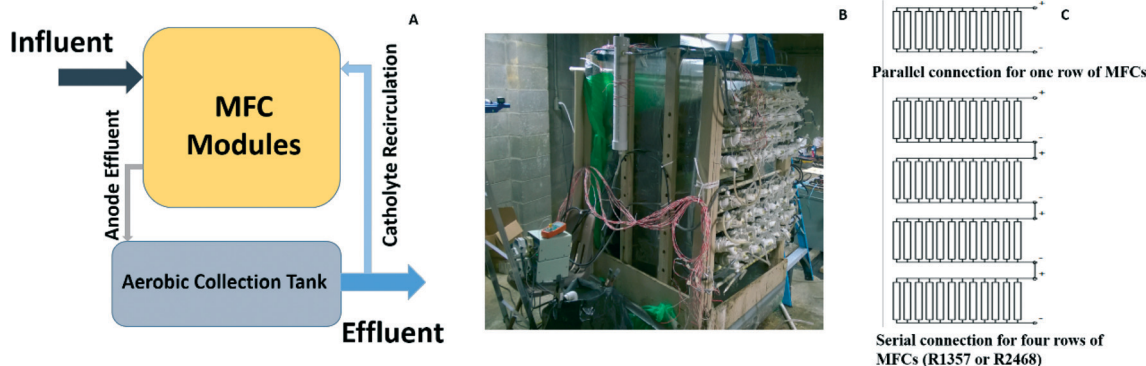 A
Influent
MFC
Modules
Anode Effluent
Catholyte Recirculation
Aerobic Collection Tank
Effluent
B
C
+
−
Parallel connection for one row of MFCs
+
−
+
−
+
−
+
−
Serial connection for four rows of
MFCs (R1357 or R2468)